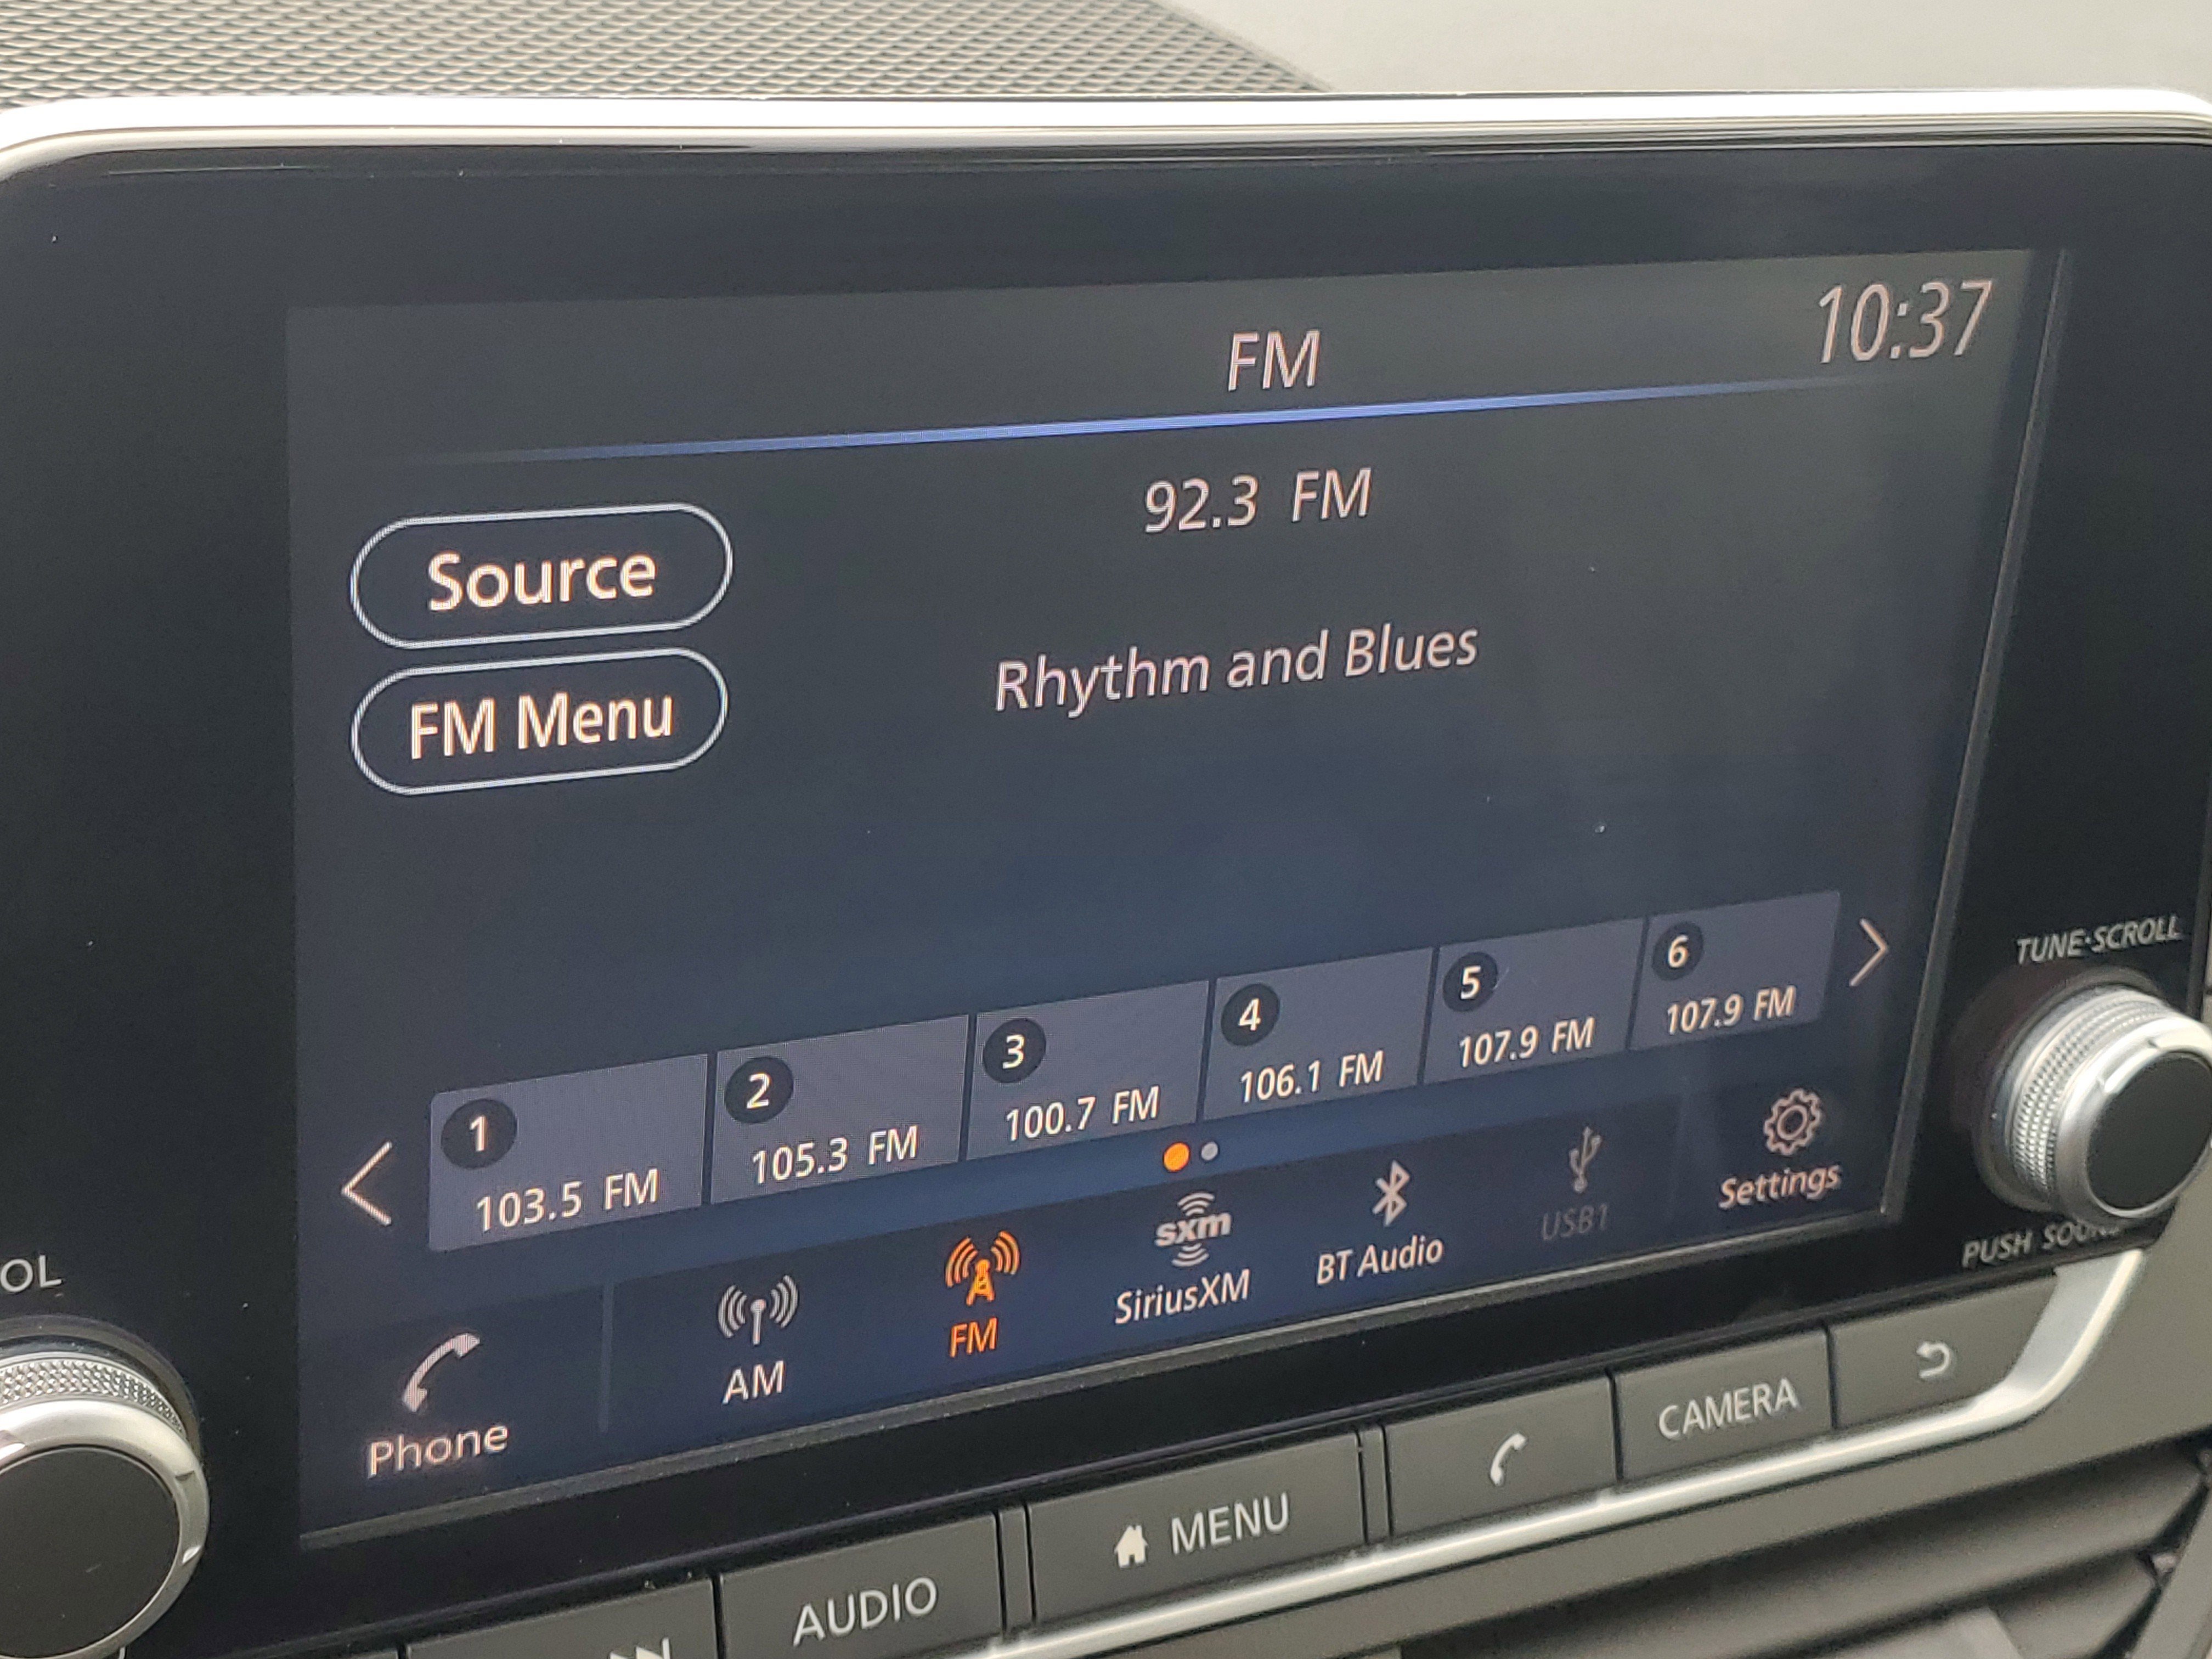 FM
10:37
92.3 FM
Source
Rhythm and Blues
FM Menu
1
103.5 FM
2
105.3 FM
3
100.7 FM
4
106.1 FM
5
107.9 FM
6
107.9 FM
Phone
AM
FM
sxm
SiriusXM
BT Audio
USB1
Settings
TUNE·SCROLL
PUSH
OL
AUDIO
MENU
CAMERA